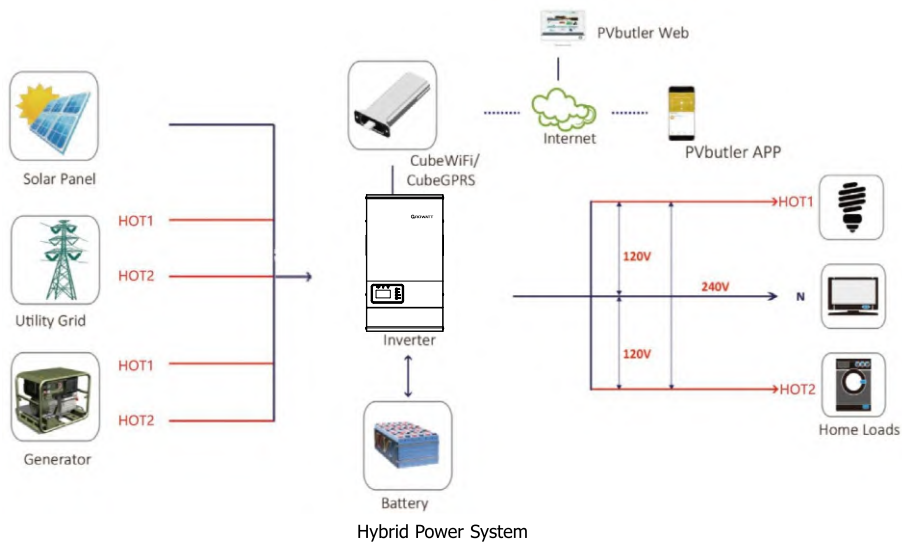 PVbutler Web
Internet
PVbutler APP
CubeWiFi/
CubeGPRS
Solar Panel
HOT1
HOT2
Utility Grid
HOT1
HOT2
Generator
GROWATT
Inverter
Battery
HOT1
120V
240V
N
120V
HOT2
Home Loads
Hybrid Power System